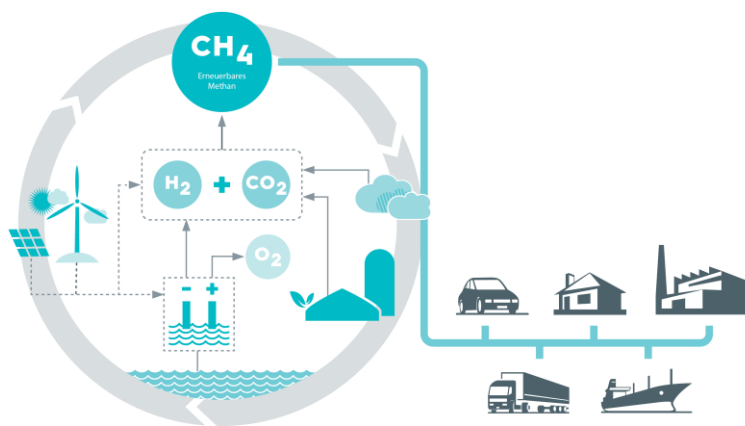 CH₄
Erneuerbares
Methan
H₂ + CO₂
O₂
- +